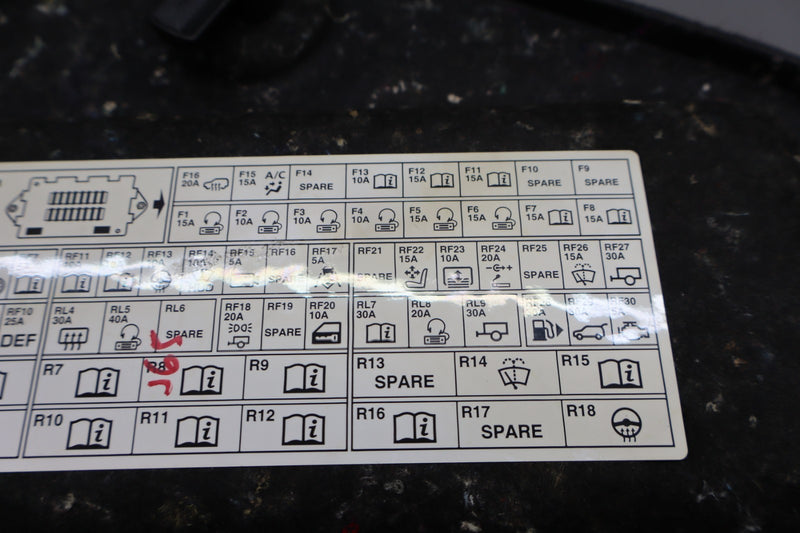 F16 20A F15 15A A/C F14 SPARE F13 10A F12 15A F11 15A F10 SPARE F9 SPARE
F1 15A F2 10A F3 10A F4 10A F5 15A F6 15A F7 15A F8 15A
RF11 RF13 RF14 RF15 5A RF16 RF17 5A RF21 SPARE RF22 15A RF23 10A RF24 20A RF25 SPARE RF26 15A RF27 30A
RF10 25A DEF RL4 30A RL5 40A RL6 SPARE RF18 20A RF19 SPARE RF20 10A RL7 30A RL8 20A RL9 30A
R7 R8 R9 R13 SPARE R14 R15
R10 R11 R12 R16 R17 SPARE R18